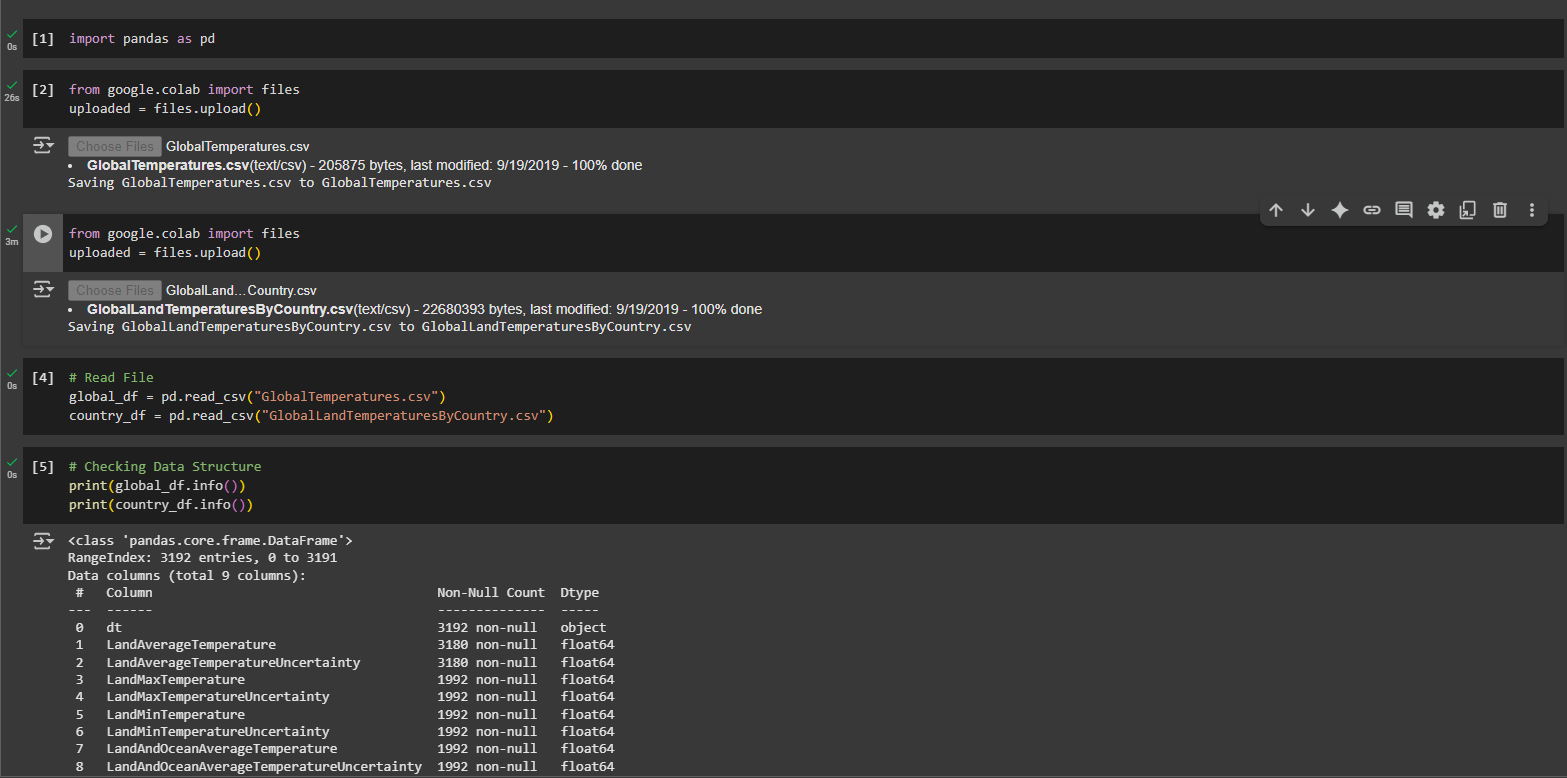 [1] import pandas as pd
0s
[2] from google.colab import files
26s
uploaded = files.upload()
Choose Files GlobalTemperatures.csv
• GlobalTemperatures.csv(text/csv) - 205875 bytes, last modified: 9/19/2019 - 100% done
Saving GlobalTemperatures.csv to GlobalTemperatures.csv
from google.colab import files
3m
uploaded = files.upload()
Choose Files GlobalLand...Country.csv
• GlobalLandTemperaturesByCountry.csv(text/csv) - 22680393 bytes, last modified: 9/19/2019 - 100% done
Saving GlobalLandTemperaturesByCountry.csv to GlobalLandTemperaturesByCountry.csv
[4] # Read File
0s
global_df = pd.read_csv("GlobalTemperatures.csv")
country_df = pd.read_csv("GlobalLandTemperaturesByCountry.csv")
[5] # Checking Data Structure
0s
print(global_df.info())
print(country_df.info())
<class 'pandas.core.frame.DataFrame'>
RangeIndex: 3192 entries, 0 to 3191
Data columns (total 9 columns):
 #   Column                                     Non-Null Count  Dtype
---  ------                                     --------------  -----
 0   dt                                         3192 non-null   object
 1   LandAverageTemperature                     3180 non-null   float64
 2   LandAverageTemperatureUncertainty          3180 non-null   float64
 3   LandMaxTemperature                         1992 non-null   float64
 4   LandMaxTemperatureUncertainty              1992 non-null   float64
 5   LandMinTemperature                         1992 non-null   float64
 6   LandMinTemperatureUncertainty              1992 non-null   float64
 7   LandAndOceanAverageTemperature             1992 non-null   float64
 8   LandAndOceanAverageTemperatureUncertainty  1992 non-null   float64